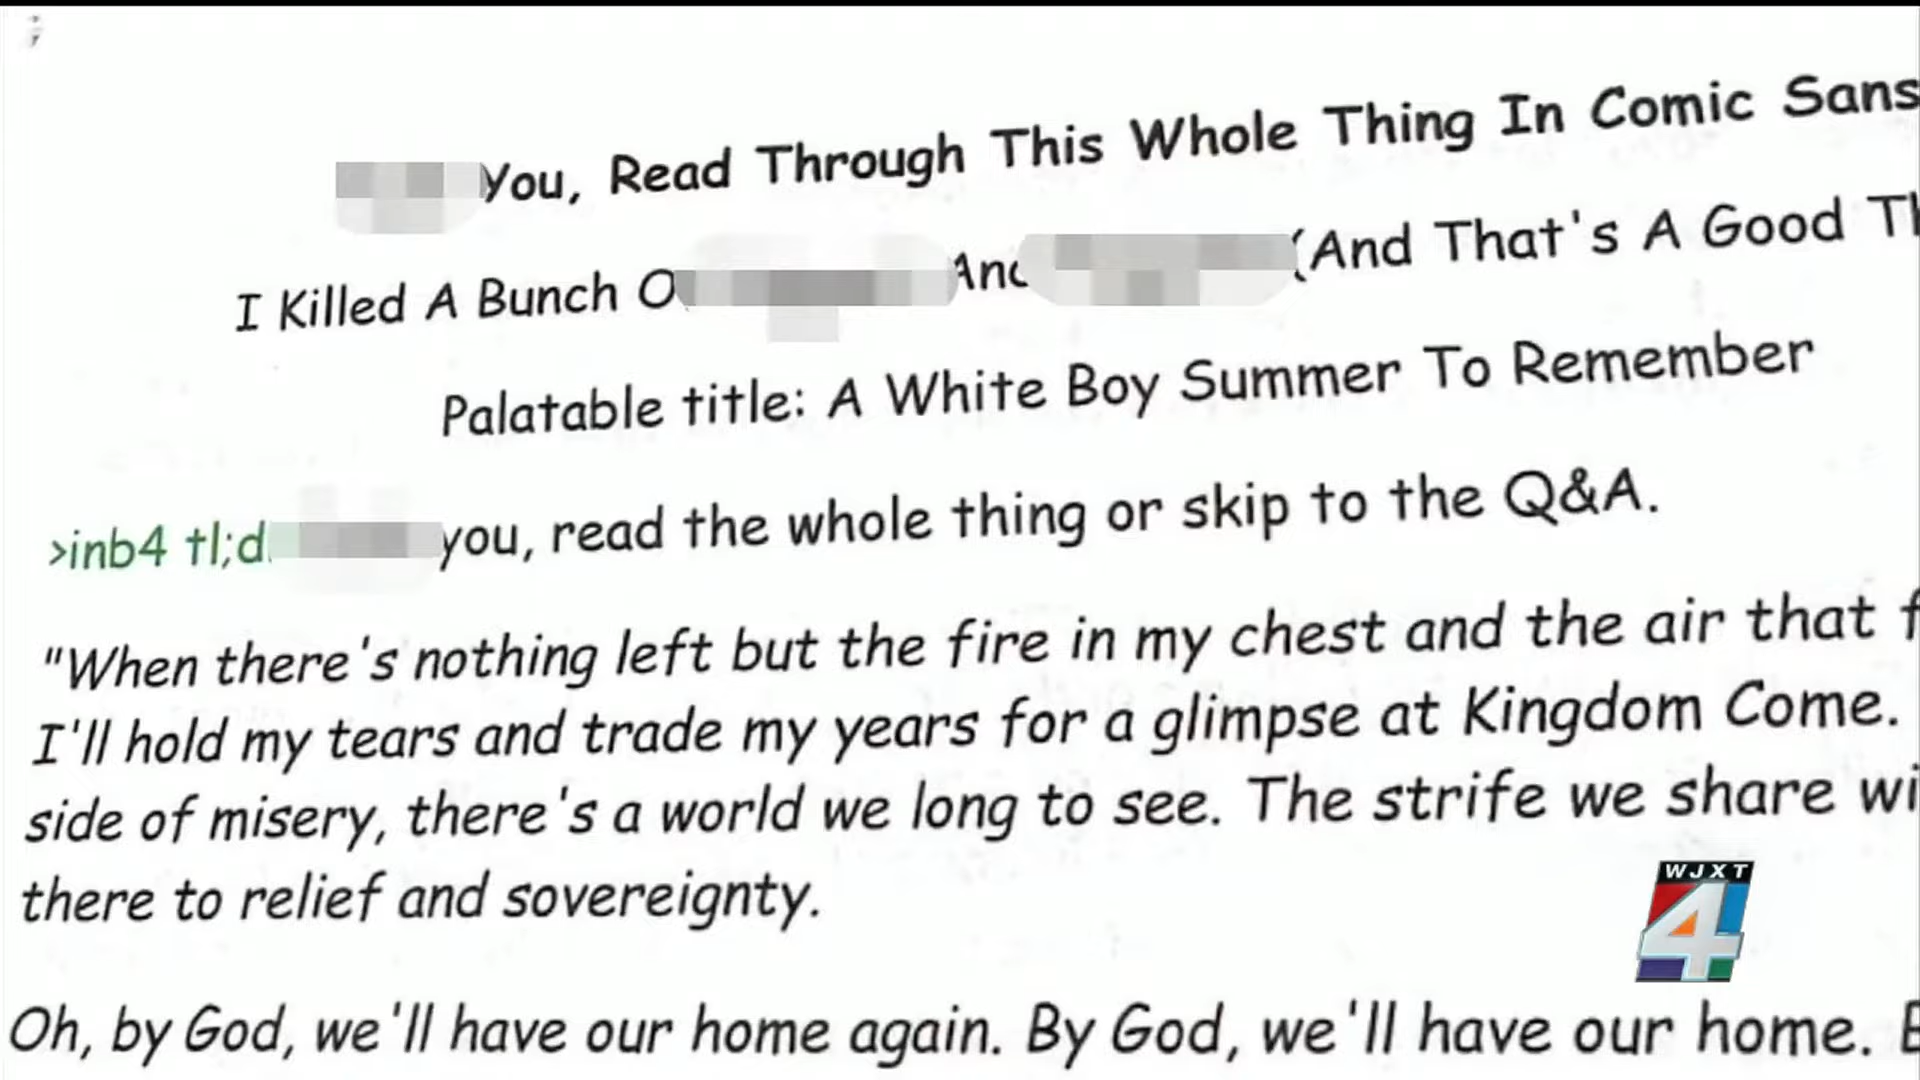 You, Read Through This Whole Thing In Comic Sans
I Killed A Bunch O And (And That's A Good Th
Palatable title: A White Boy Summer To Remember
>inb4 tl;d you, read the whole thing or skip to the Q&A.
"When there's nothing left but the fire in my chest and the air that f
I'll hold my tears and trade my years for a glimpse at Kingdom Come.
side of misery, there's a world we long to see. The strife we share wi
there to relief and sovereignty.
Oh, by God, we'll have our home again. By God, we'll have our home.
WJXT
4